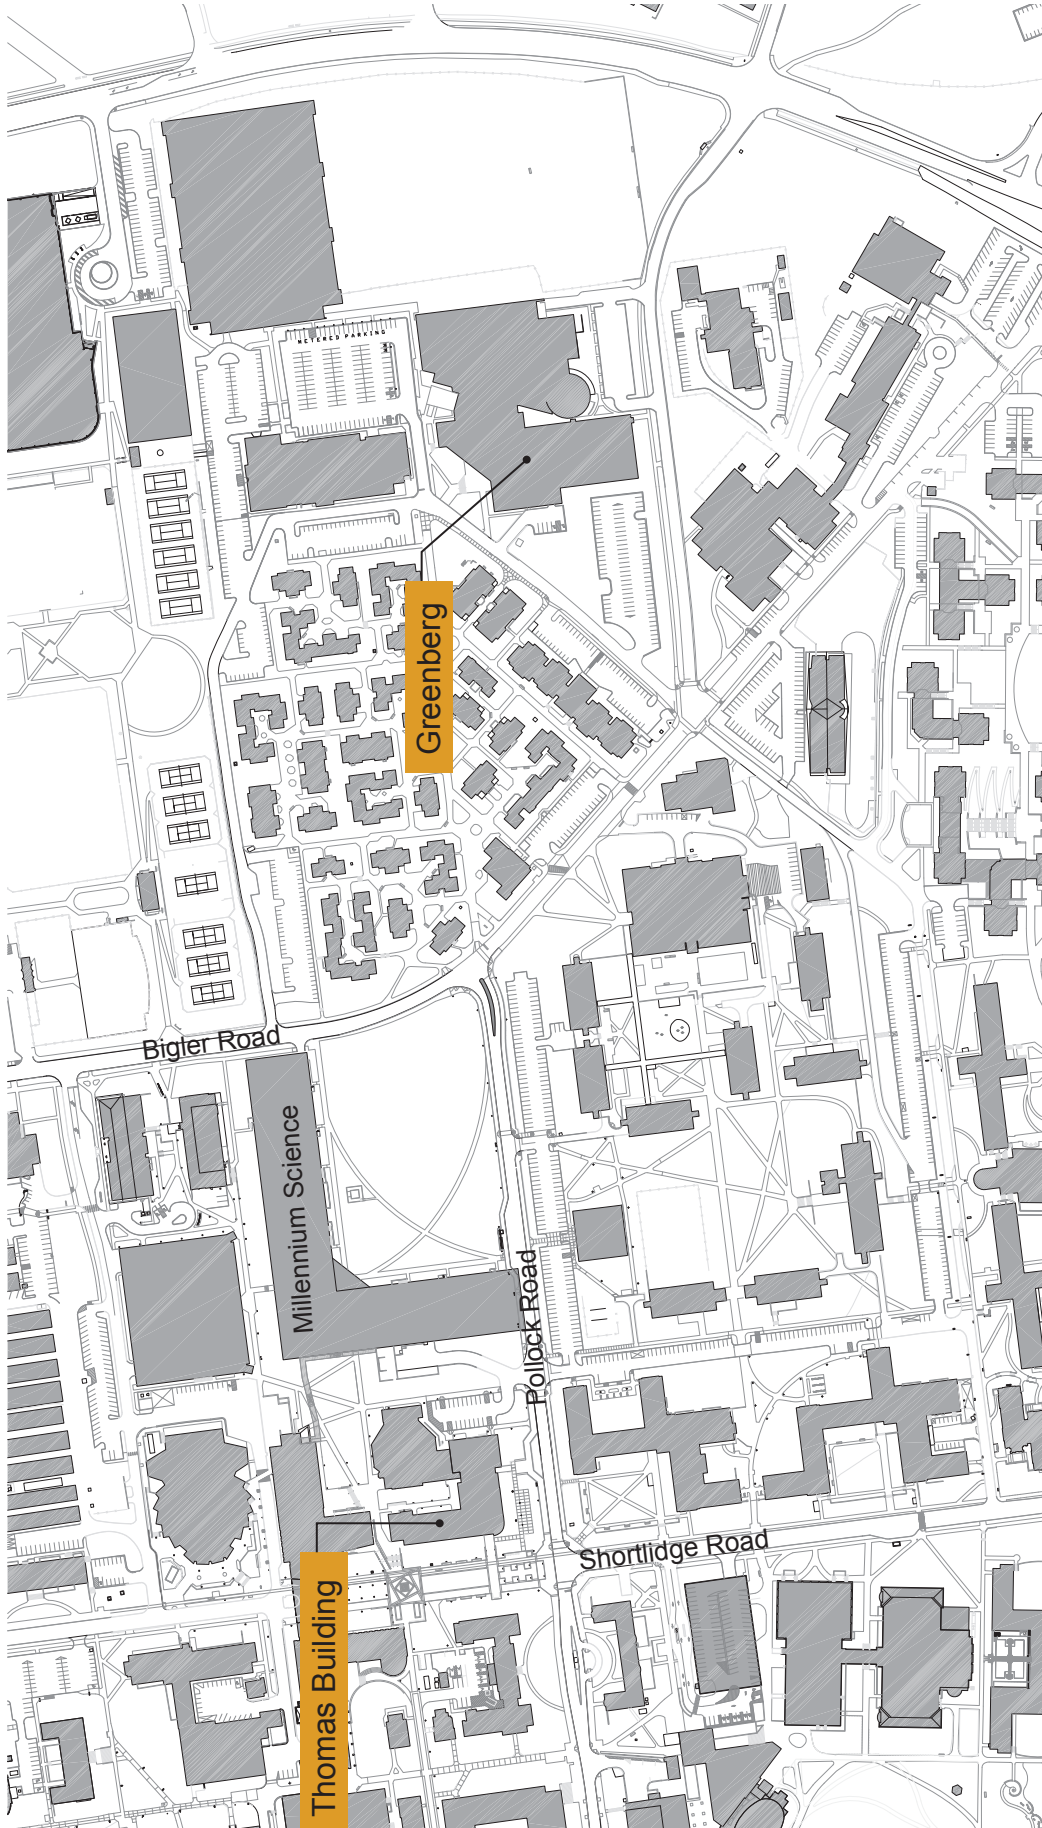 METERED PARKING
Greenberg
Bigler Road
Millennium Science
Pollock Road
Shortlidge Road
Thomas Building